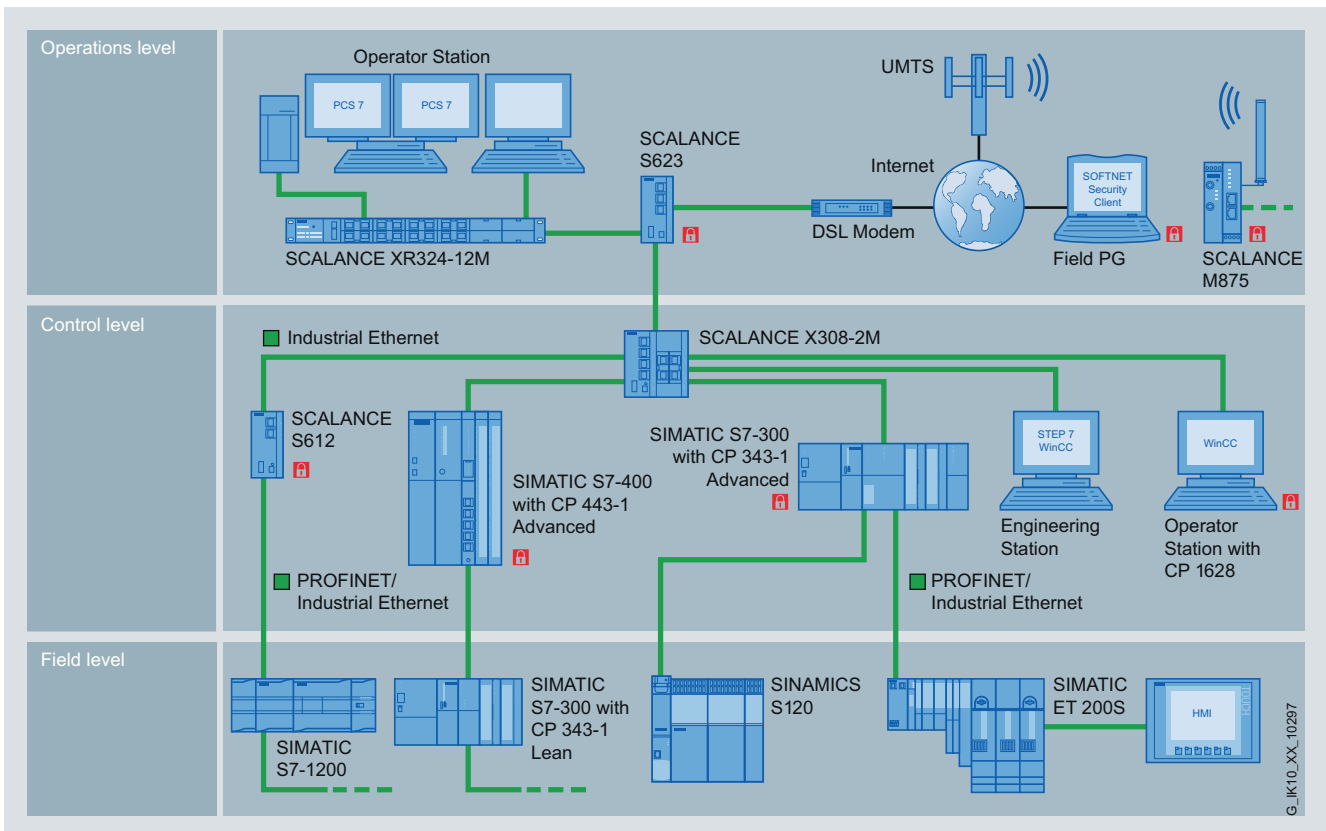 Operations level
Operator Station
PCS 7
PCS 7
SCALANCE
S623
SCALANCE XR324-12M
UMTS
Internet
DSL Modem
SOFTNET
Security
Client
Field PG
SCALANCE
M875
Control level
Industrial Ethernet
SCALANCE X308-2M
SCALANCE
S612
SIMATIC S7-400
with CP 443-1
Advanced
SIMATIC S7-300
with CP 343-1
Advanced
STEP 7
WinCC
Engineering
Station
WinCC
Operator
Station with
CP 1628
PROFINET/
Industrial Ethernet
PROFINET/
Industrial Ethernet
Field level
SIMATIC
S7-1200
SIMATIC
S7-300 with
CP 343-1
Lean
SINAMICS
S120
SIMATIC
ET 200S
HMI
G_IK10_XX_10297